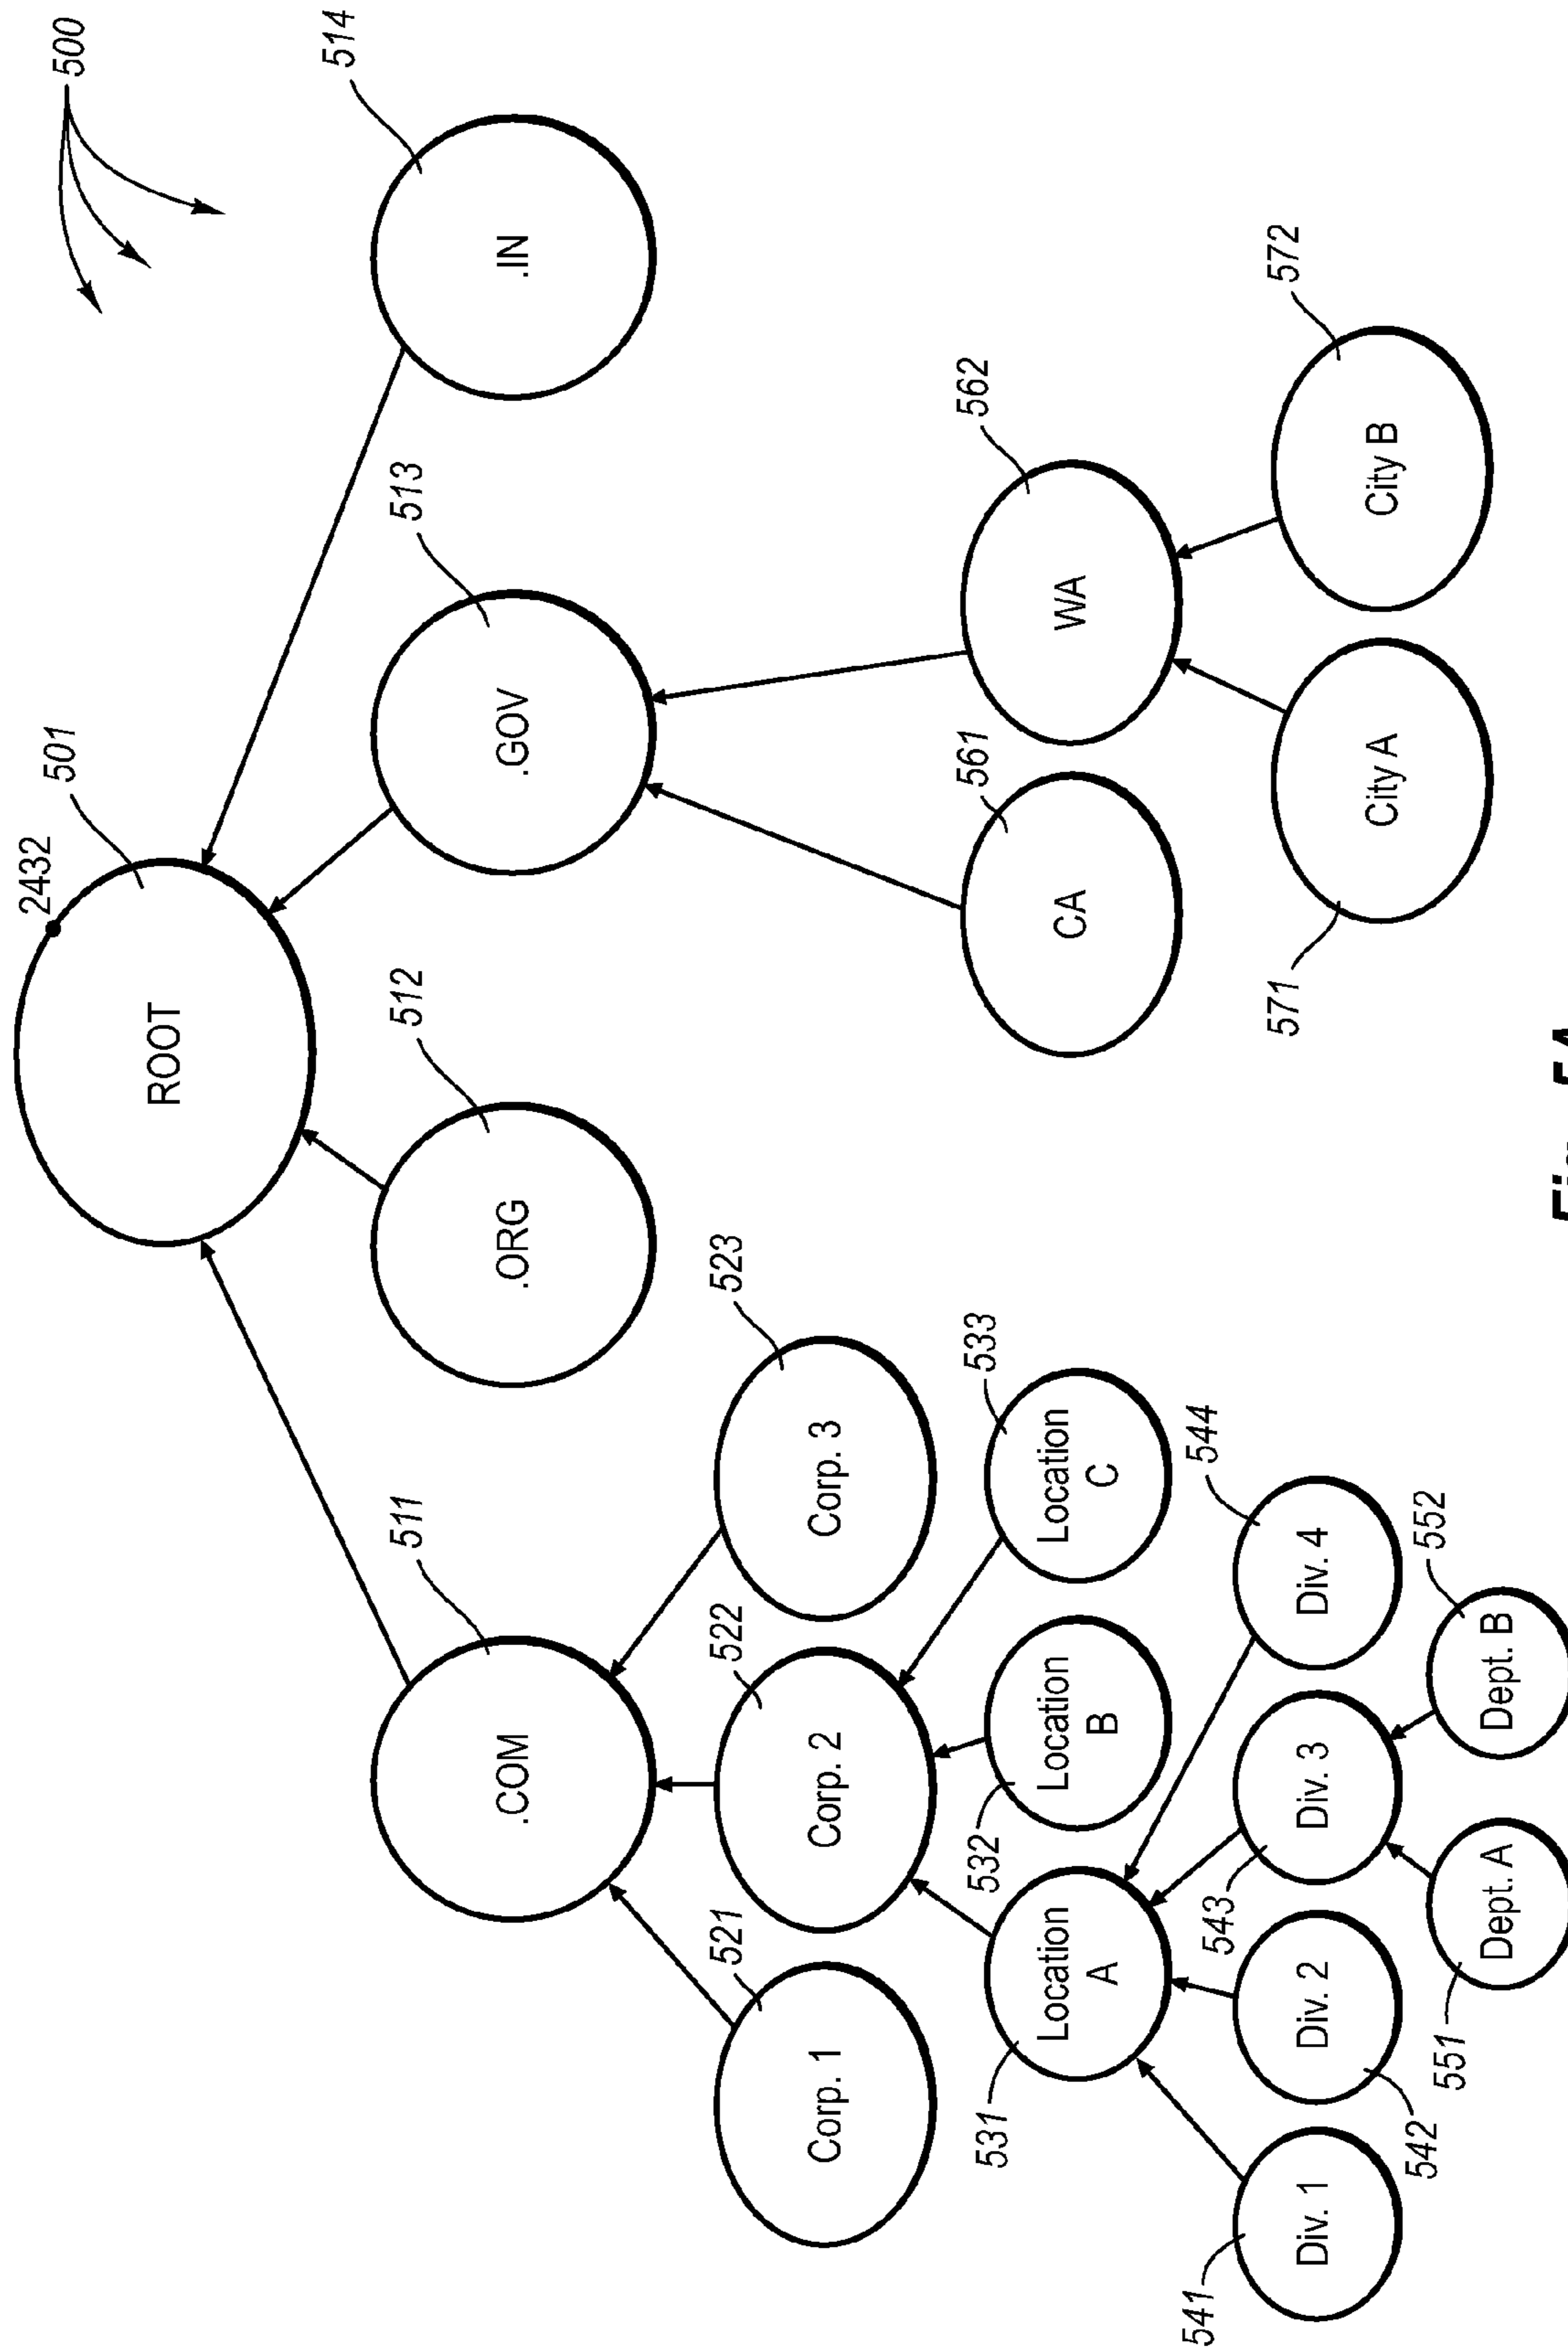 500
2432
501
ROOT
514
.IN
513
.GOV
512
.ORG
511
.COM
523
Corp. 3
522
Corp. 2
521
Corp. 1
562
WA
561
CA
533
Location
C
532
Location
B
531
Location
A
572
City B
571
City A
544
Div. 4
543
Div. 3
542
Div. 2
541
Div. 1
552
Dept. B
551
Dept. A
Fig. 5A